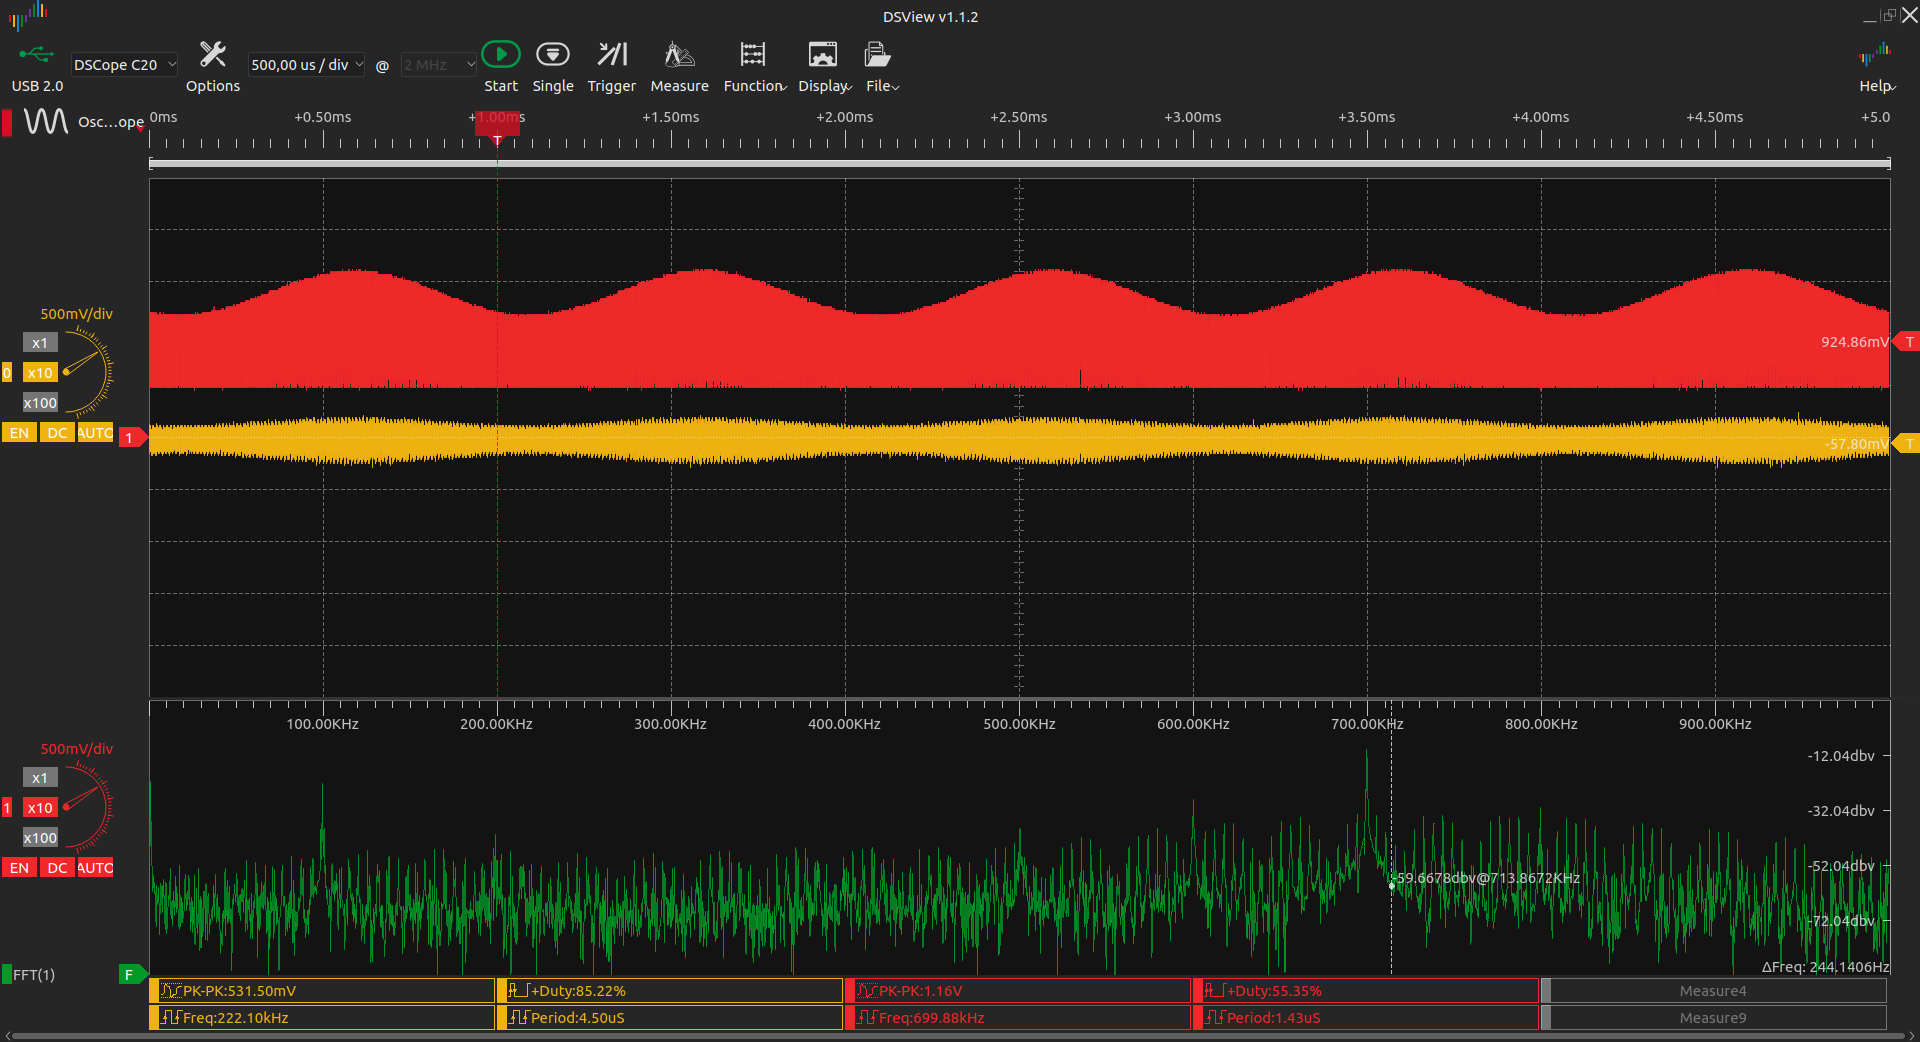 DSView v1.1.2
USB 2.0
DSCope C20
Options
500,00 us / div
@
2 MHz
Start
Single
Trigger
Measure
Function
Display
File
Help
Osc...ope
0ms +0.50ms +1.00ms +1.50ms +2.00ms +2.50ms +3.00ms +3.50ms +4.00ms +4.50ms +5.0
T
500mV/div
x1
0 x10
x100
EN DC AUTO
1
924.86mV T
-57.80mV T
100.00KHz 200.00KHz 300.00KHz 400.00KHz 500.00KHz 600.00KHz 700.00KHz 800.00KHz 900.00KHz
500mV/div
x1
1 x10
x100
EN DC AUTO
-12.04dbv
-32.04dbv
-52.04dbv
-59.6678dbv@713.8672KHz
-72.04dbv
ΔFreq: 244.1406Hz
FFT(1) F
PK-PK:531.50mV +Duty:85.22% PK-PK:1.16V +Duty:55.35% Measure4
Freq:222.10kHz Period:4.50uS Freq:699.88kHz Period:1.43uS Measure9